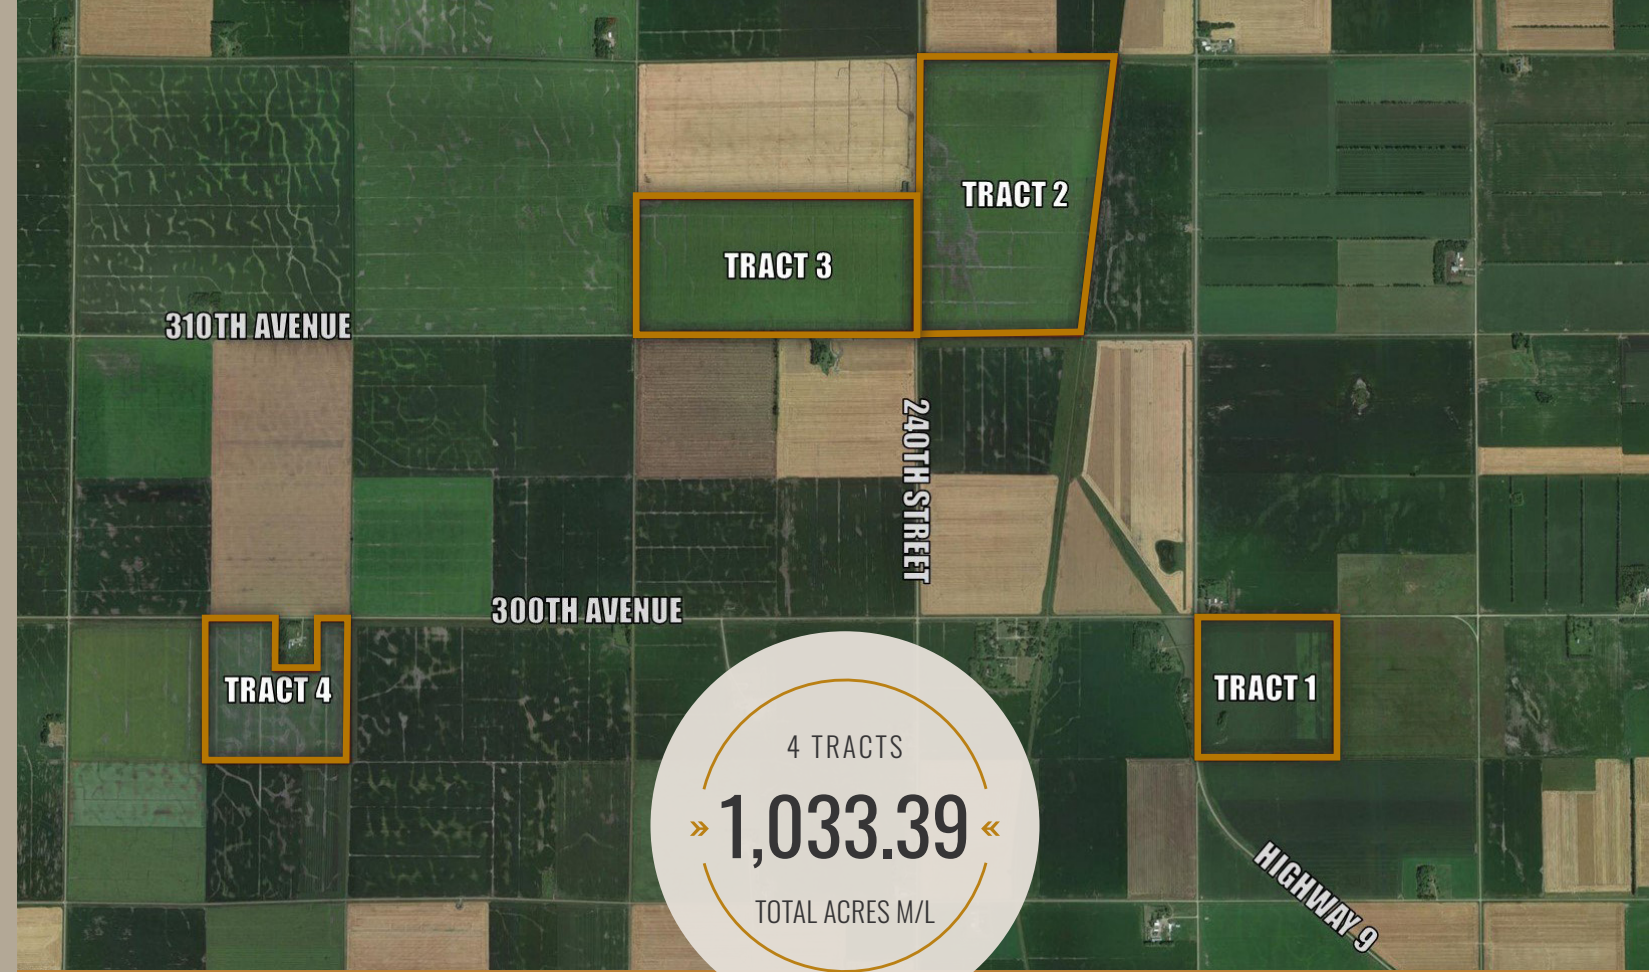 TRACT 2
TRACT 3
310TH AVENUE
240TH STREET
300TH AVENUE
TRACT 4
TRACT 1
4 TRACTS
» 1,033.39 «
TOTAL ACRES M/L
HIGHWAY 9